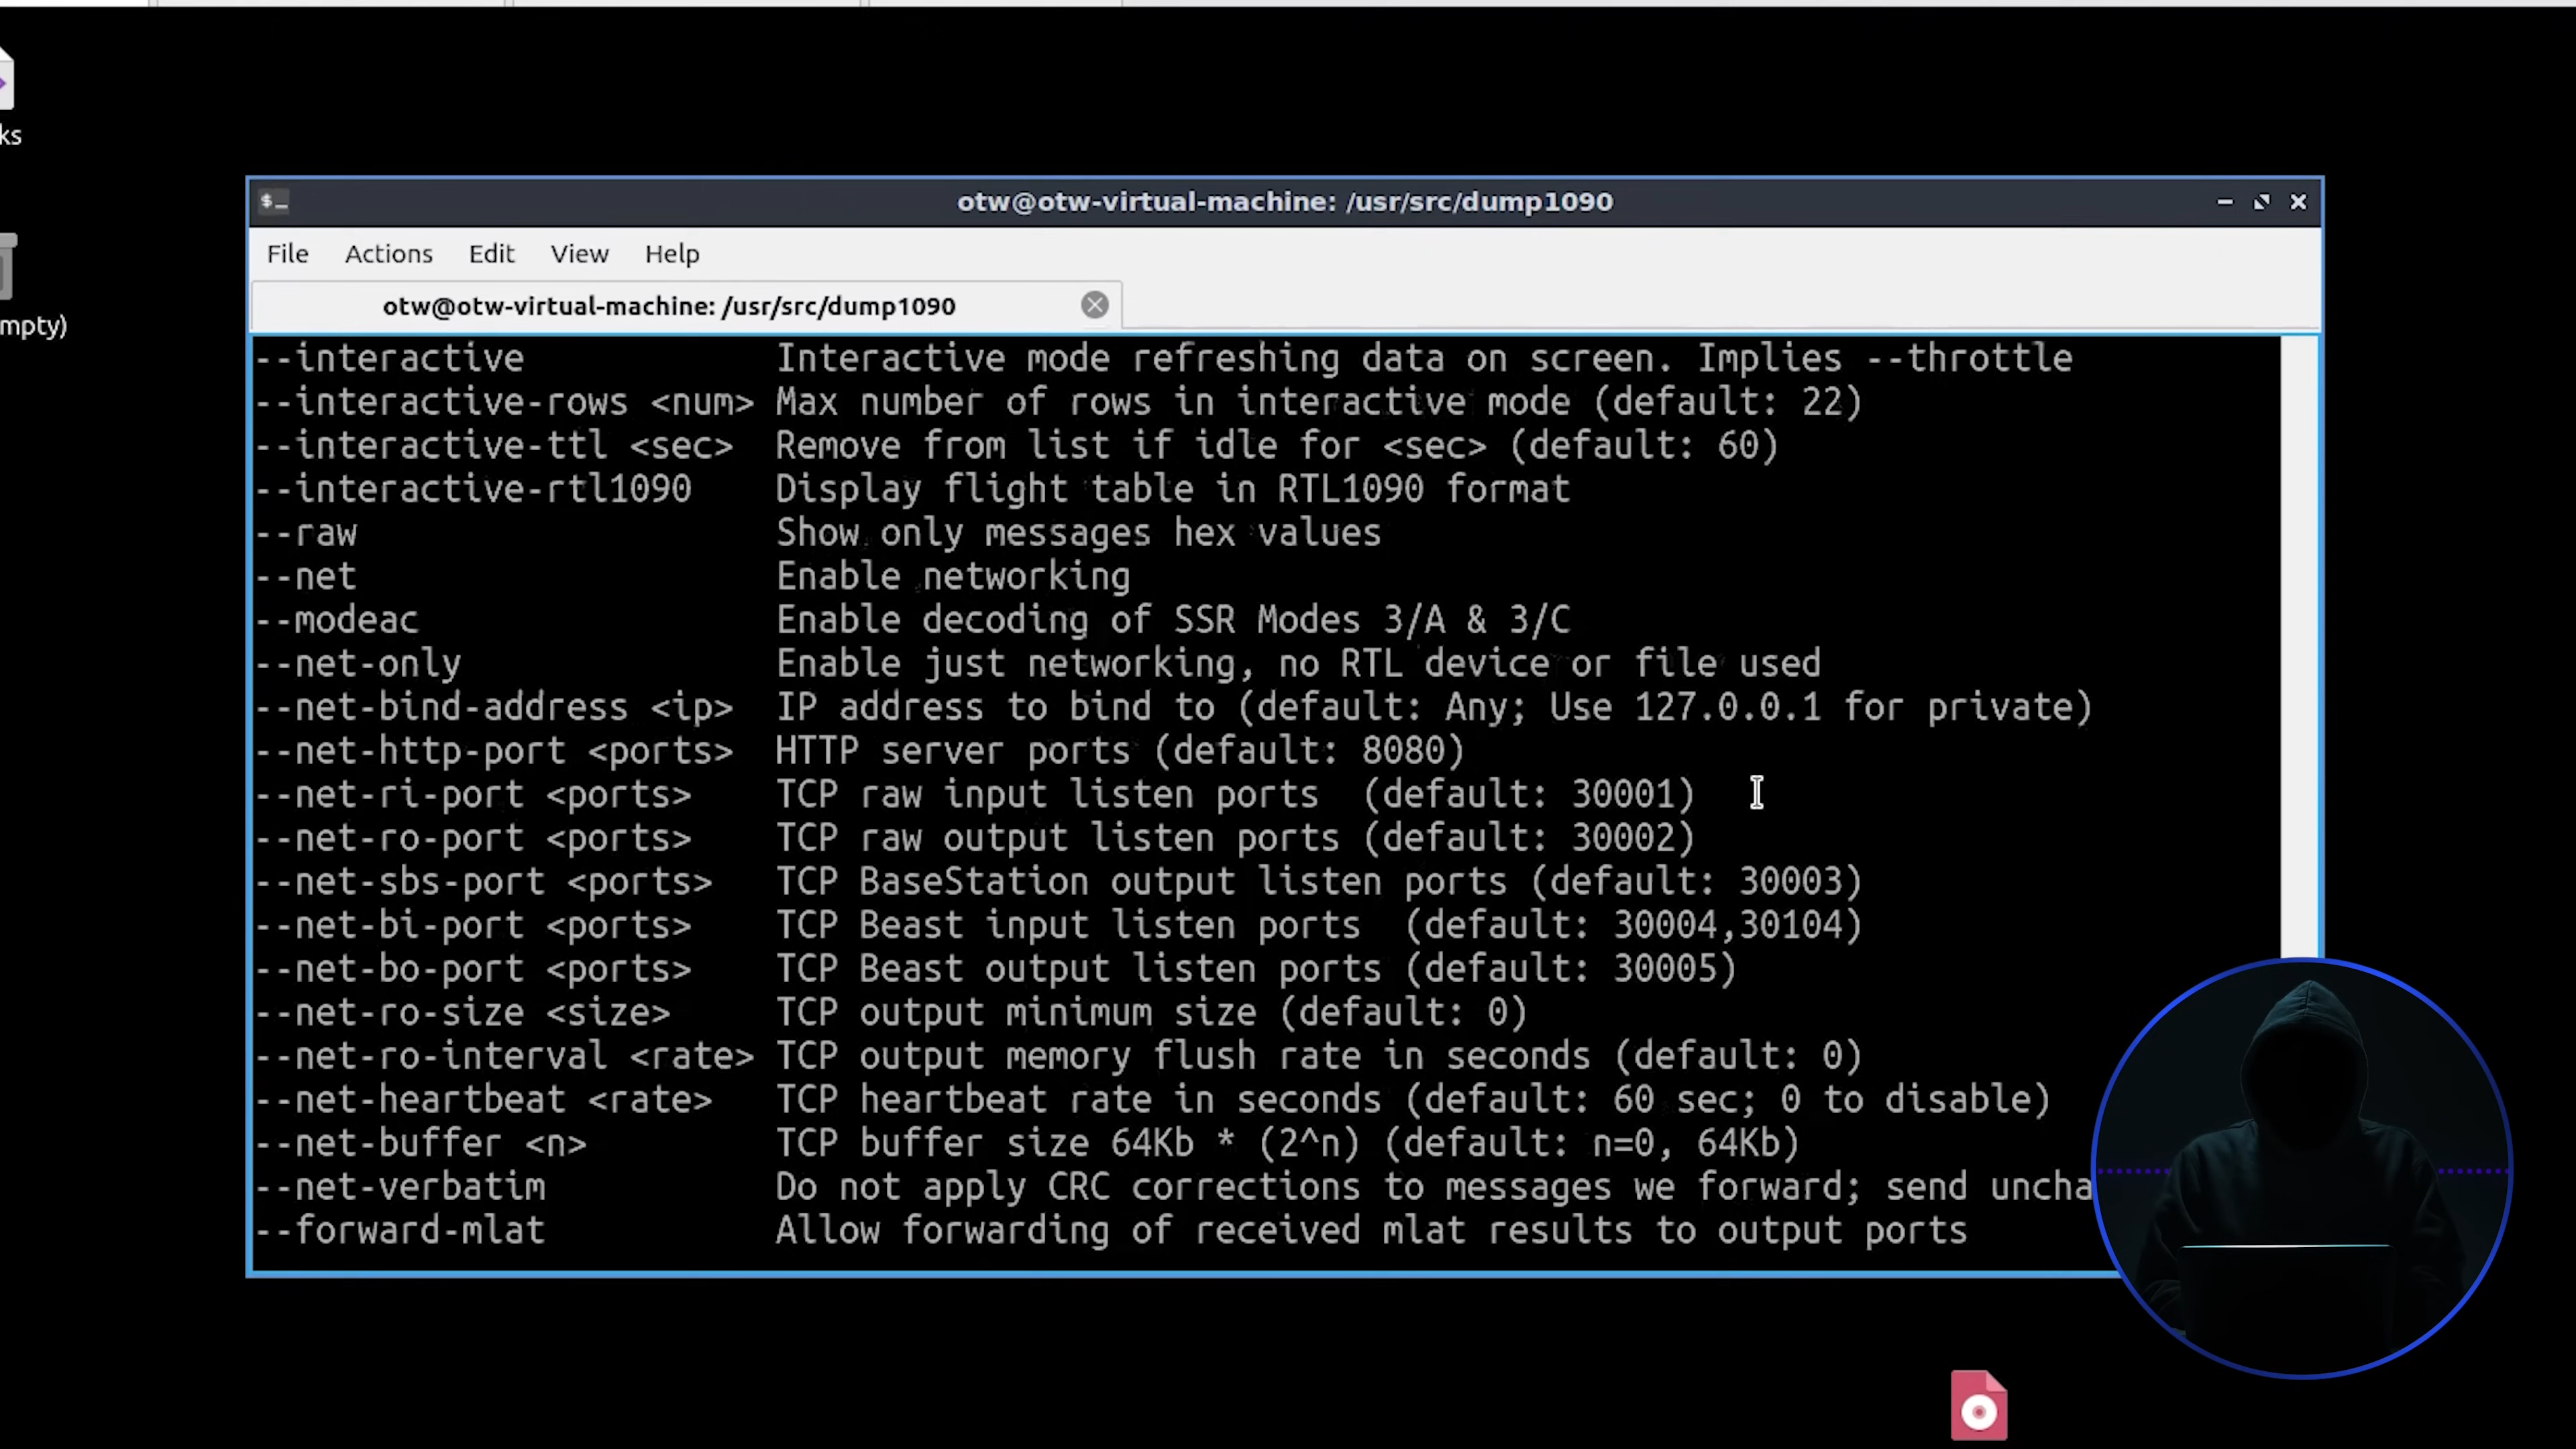 ks
mpty)
otw@otw-virtual-machine: /usr/src/dump1090
File Actions Edit View Help
otw@otw-virtual-machine: /usr/src/dump1090
--interactive Interactive mode refreshing data on screen. Implies --throttle
--interactive-rows <num> Max number of rows in interactive mode (default: 22)
--interactive-ttl <sec> Remove from list if idle for <sec> (default: 60)
--interactive-rtl1090 Display flight table in RTL1090 format
--raw Show only messages hex values
--net Enable networking
--modeac Enable decoding of SSR Modes 3/A & 3/C
--net-only Enable just networking, no RTL device or file used
--net-bind-address <ip> IP address to bind to (default: Any; Use 127.0.0.1 for private)
--net-http-port <ports> HTTP server ports (default: 8080)
--net-ri-port <ports> TCP raw input listen ports (default: 30001)
--net-ro-port <ports> TCP raw output listen ports (default: 30002)
--net-sbs-port <ports> TCP BaseStation output listen ports (default: 30003)
--net-bi-port <ports> TCP Beast input listen ports (default: 30004,30104)
--net-bo-port <ports> TCP Beast output listen ports (default: 30005)
--net-ro-size <size> TCP output minimum size (default: 0)
--net-ro-interval <rate> TCP output memory flush rate in seconds (default: 0)
--net-heartbeat <rate> TCP heartbeat rate in seconds (default: 60 sec; 0 to disable)
--net-buffer <n> TCP buffer size 64Kb * (2^n) (default: n=0, 64Kb)
--net-verbatim Do not apply CRC corrections to messages we forward; send uncha
--forward-mlat Allow forwarding of received mlat results to output ports